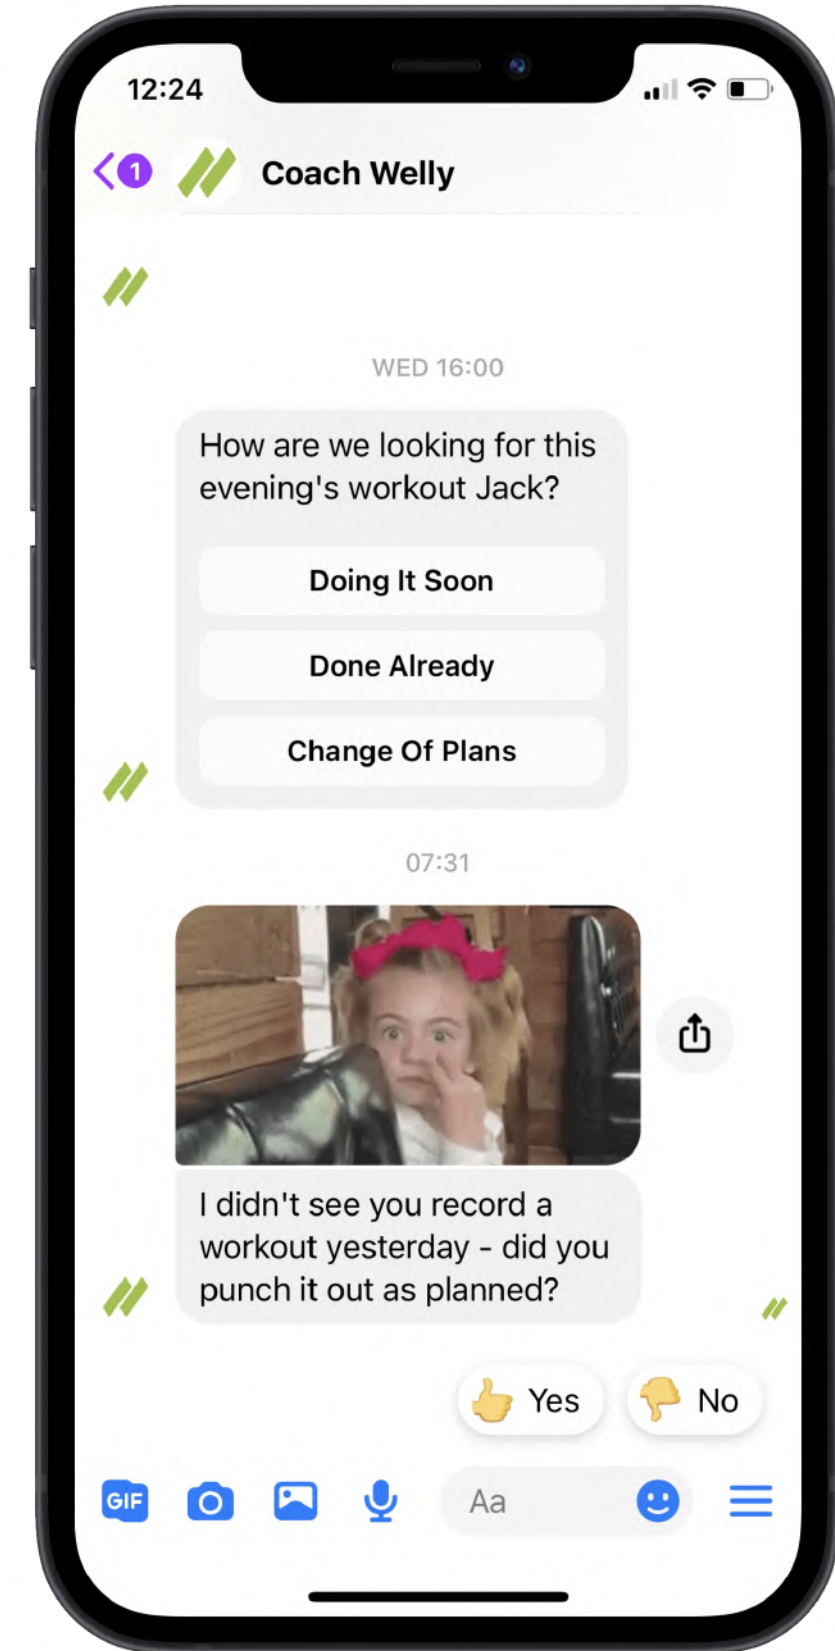 12:24
1
Coach Welly
WED 16:00
How are we looking for this
evening's workout Jack?
Doing It Soon
Done Already
Change Of Plans
07:31
I didn't see you record a
workout yesterday - did you
punch it out as planned?
👍 Yes
👎 No
GIF
Aa